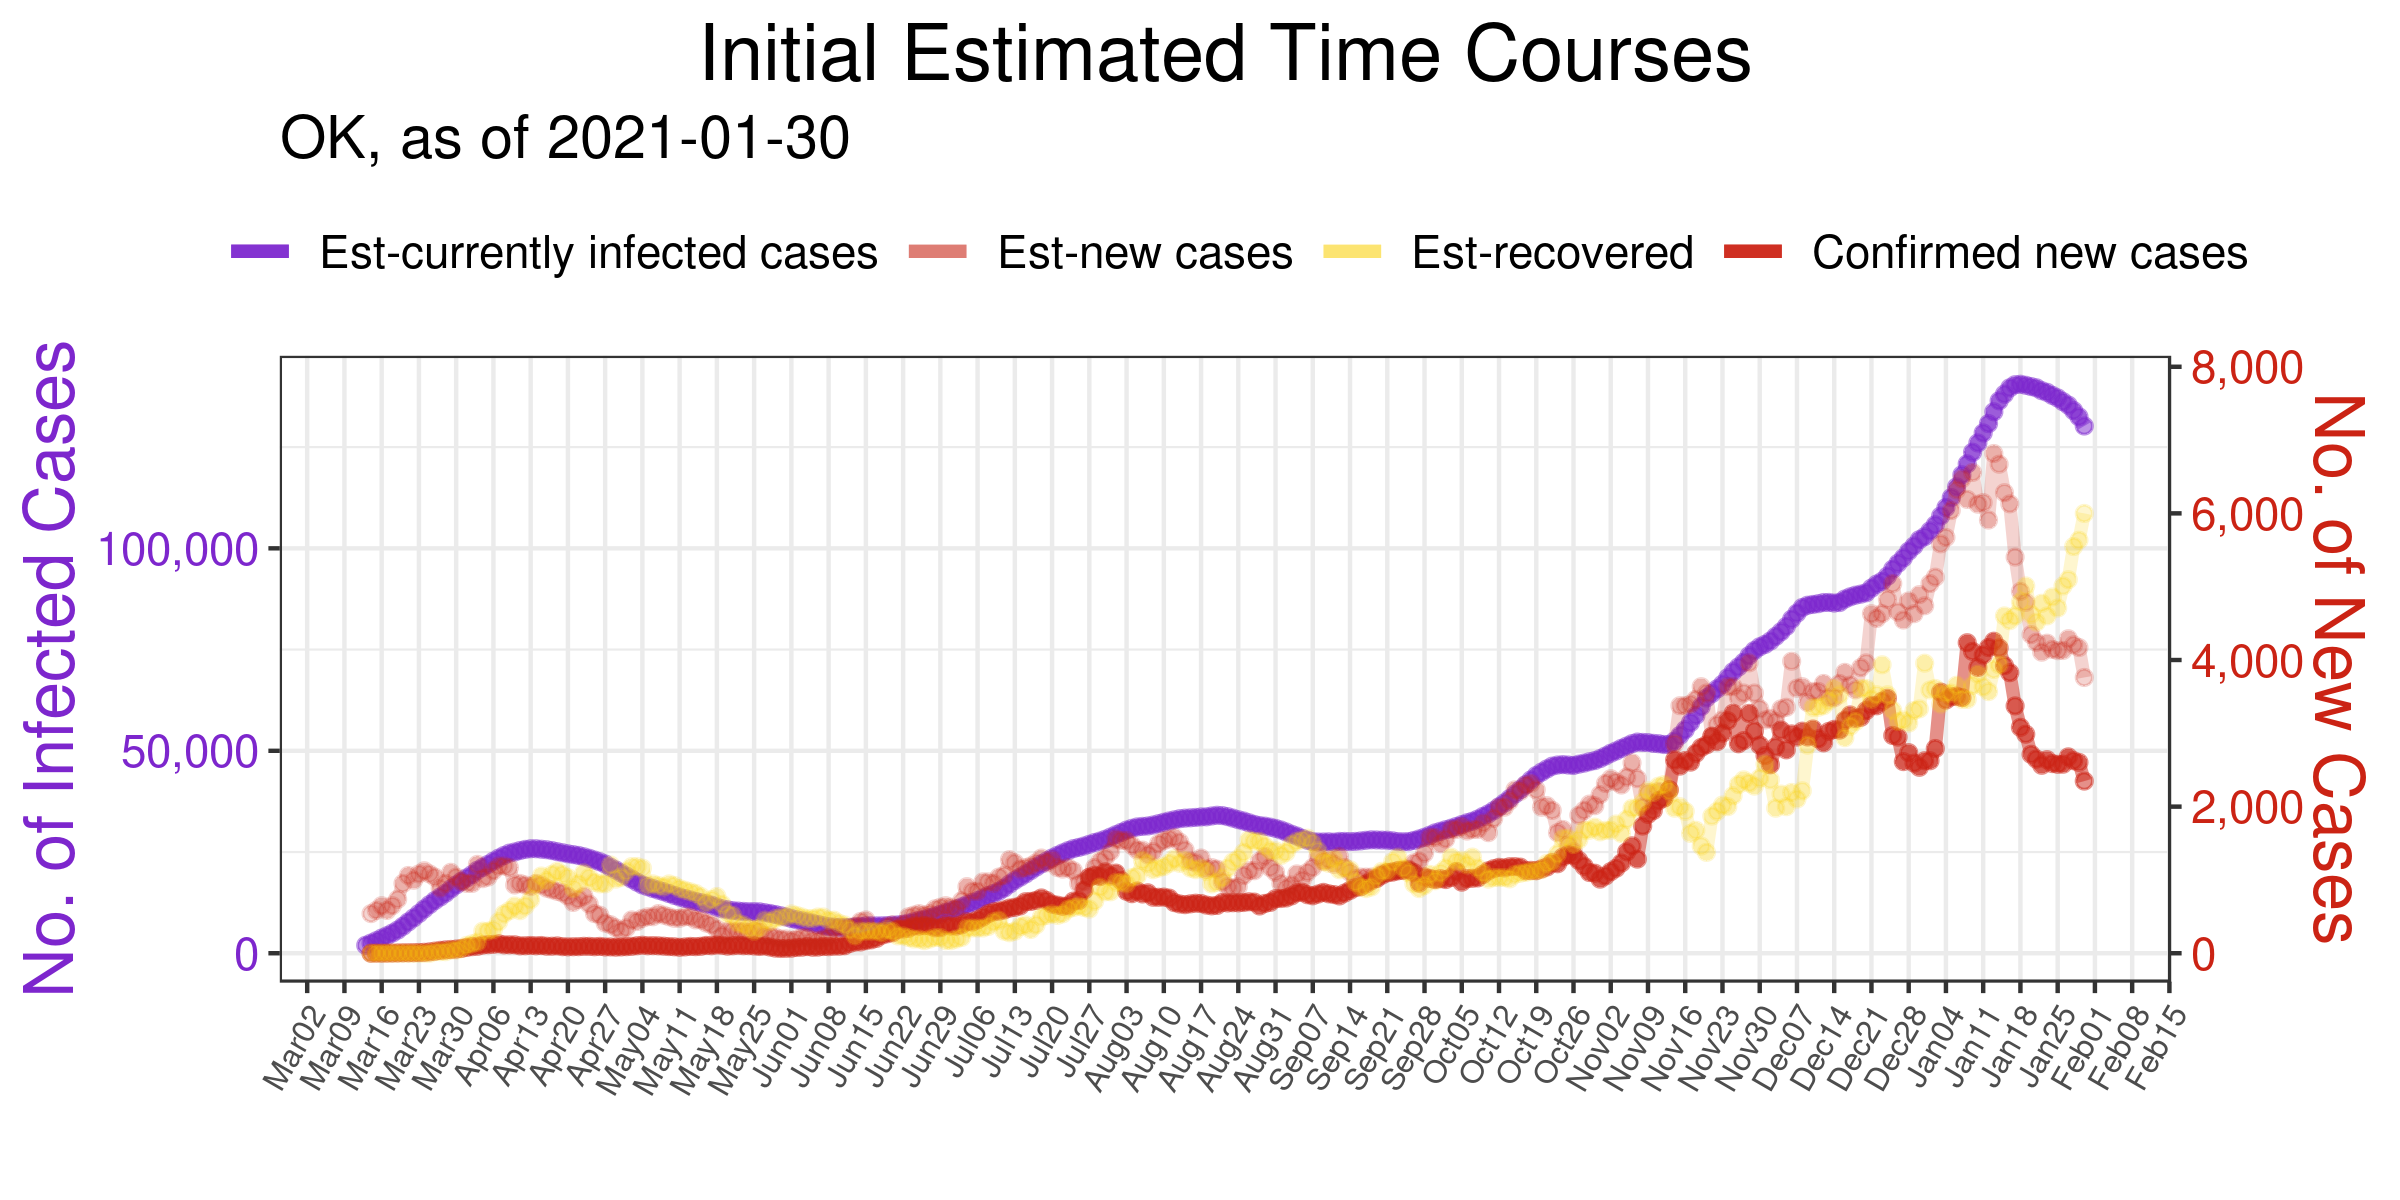 Initial Estimated Time Courses
OK, as of 2021-01-30
Est-currently infected cases Est-new cases Est-recovered Confirmed new cases
No. of Infected Cases
100,000
50,000
0
8,000
6,000
4,000
2,000
0
No. of New Cases
Mar02 Mar09 Mar16 Mar23 Mar30 Apr06 Apr13 Apr20 Apr27 May04 May11 May18 May25 Jun01 Jun08 Jun15 Jun22 Jun29 Jul06 Jul13 Jul20 Jul27 Aug03 Aug10 Aug17 Aug24 Aug31 Sep07 Sep14 Sep21 Sep28 Oct05 Oct12 Oct19 Oct26 Nov02 Nov09 Nov16 Nov23 Nov30 Dec07 Dec14 Dec21 Dec28 Jan04 Jan11 Jan18 Jan25 Feb01 Feb08 Feb15